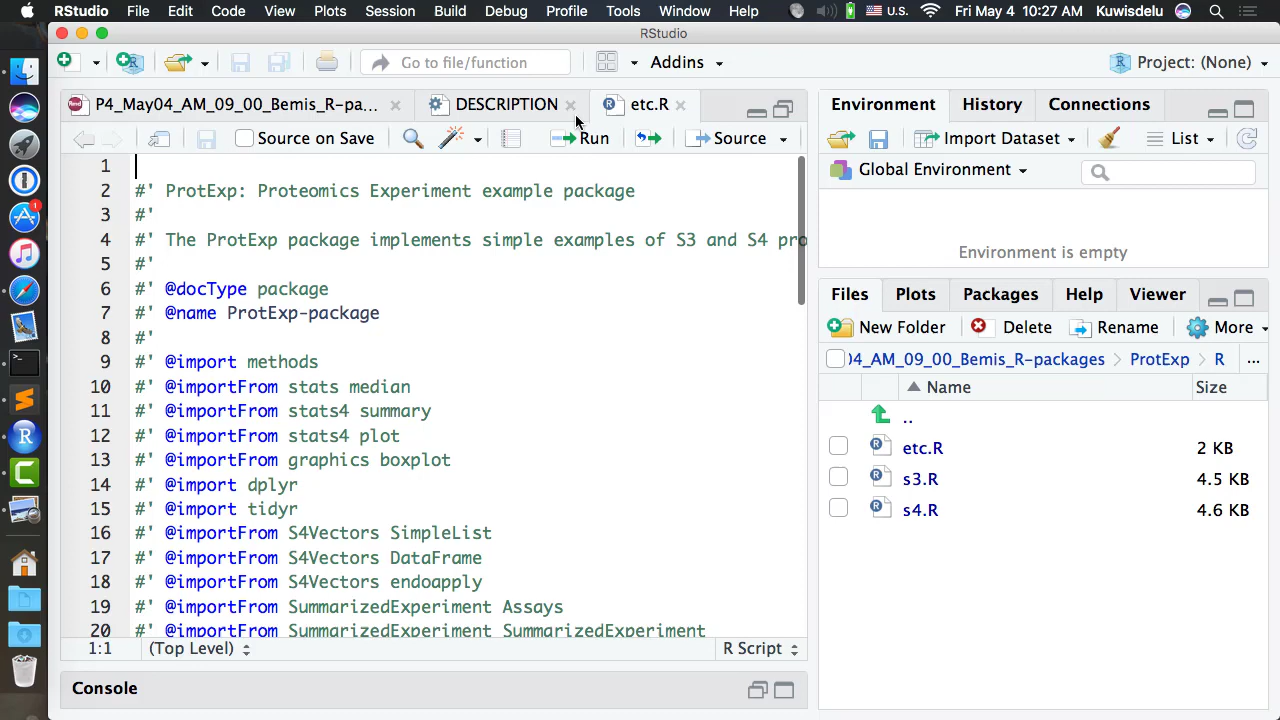 RStudio File Edit Code View Plots Session Build Debug Profile Tools Window Help U.S. Fri May 4 10:27 AM Kuwisdelu
RStudio
Go to file/function Addins Project: (None)
P4_May04_AM_09_00_Bemis_R-pa... DESCRIPTION etc.R
Source on Save Run Source
1
2 #' ProtExp: Proteomics Experiment example package
3 #'
4 #' The ProtExp package implements simple examples of S3 and S4 pro
5 #'
6 #' @docType package
7 #' @name ProtExp-package
8 #'
9 #' @import methods
10 #' @importFrom stats median
11 #' @importFrom stats4 summary
12 #' @importFrom stats4 plot
13 #' @importFrom graphics boxplot
14 #' @import dplyr
15 #' @import tidyr
16 #' @importFrom S4Vectors SimpleList
17 #' @importFrom S4Vectors DataFrame
18 #' @importFrom S4Vectors endoapply
19 #' @importFrom SummarizedExperiment Assays
20 #' @importFrom SummarizedExperiment SummarizedExperiment
1:1 (Top Level) R Script
Console
Environment History Connections
Import Dataset List
Global Environment
Environment is empty
Files Plots Packages Help Viewer
New Folder Delete Rename More
)4_AM_09_00_Bemis_R-packages ProtExp R ...
Name Size
..
etc.R 2 KB
s3.R 4.5 KB
s4.R 4.6 KB